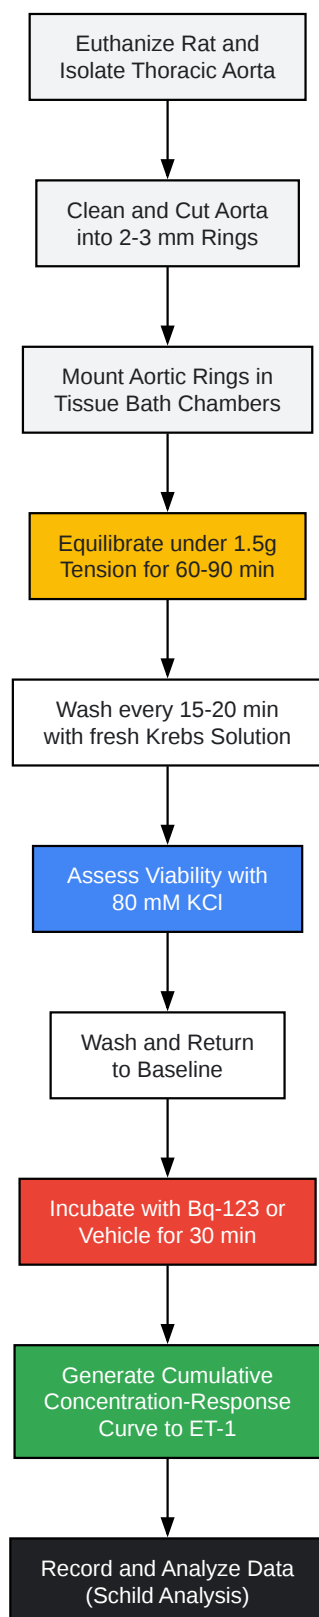 Euthanize Rat and
Isolate Thoracic Aorta
Clean and Cut Aorta
into 2-3 mm Rings
Mount Aortic Rings in
Tissue Bath Chambers
Equilibrate under 1.5g
Tension for 60-90 min
Wash every 15-20 min
with fresh Krebs Solution
Assess Viability with
80 mM KCl
Wash and Return
to Baseline
Incubate with Bq-123 or
Vehicle for 30 min
Generate Cumulative
Concentration-Response
Curve to ET-1
Record and Analyze Data
(Schild Analysis)